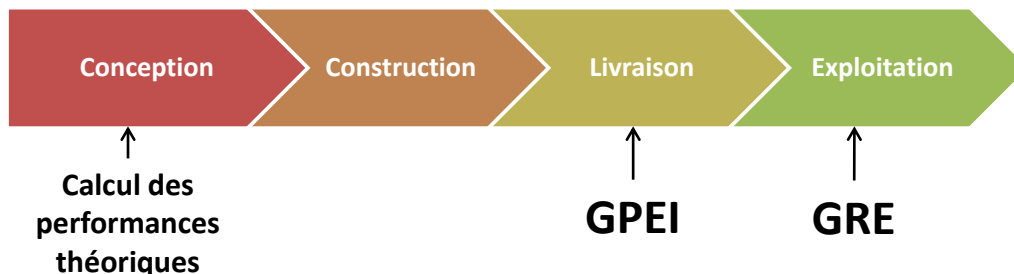 Conception
Construction
Livraison
Exploitation
Calcul des
performances
théoriques
GPEI
GRE